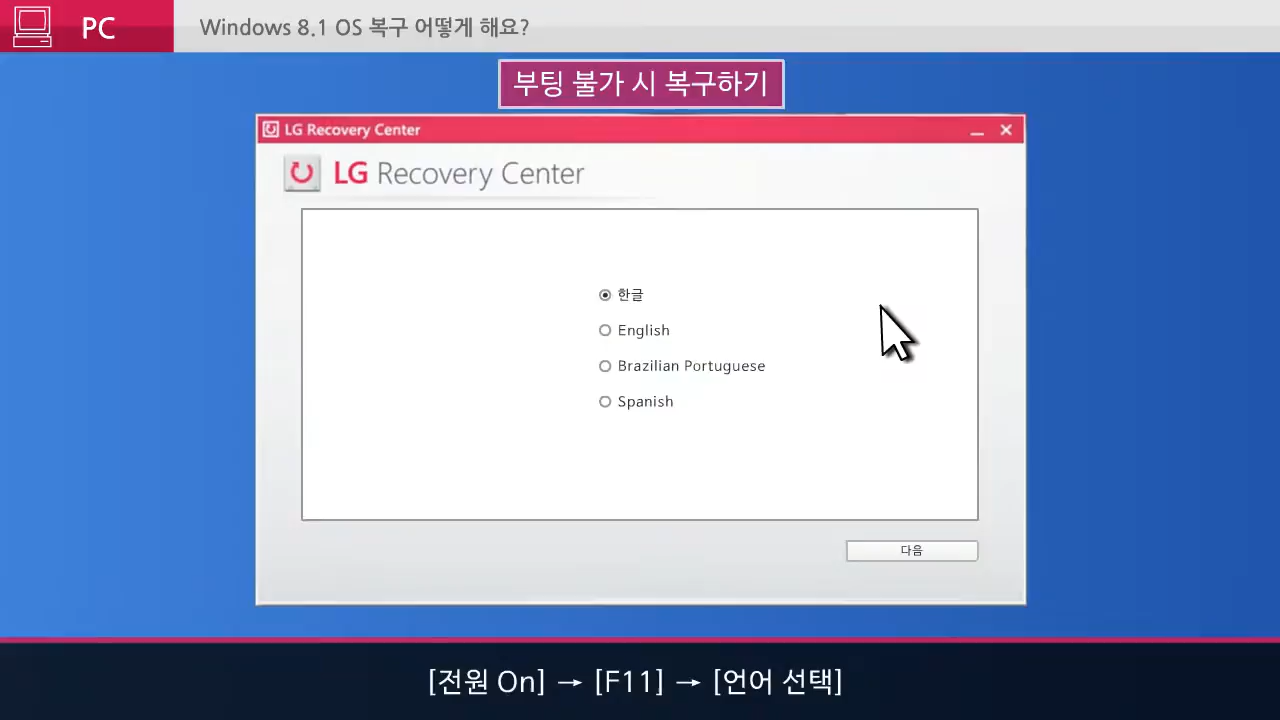 PC
Windows 8.1 OS 복구 어떻게 해요?
부팅 불가 시 복구하기
LG Recovery Center
LG Recovery Center
한글
English
Brazilian Portuguese
Spanish
다음
[전원 On] → [F11] → [언어 선택]